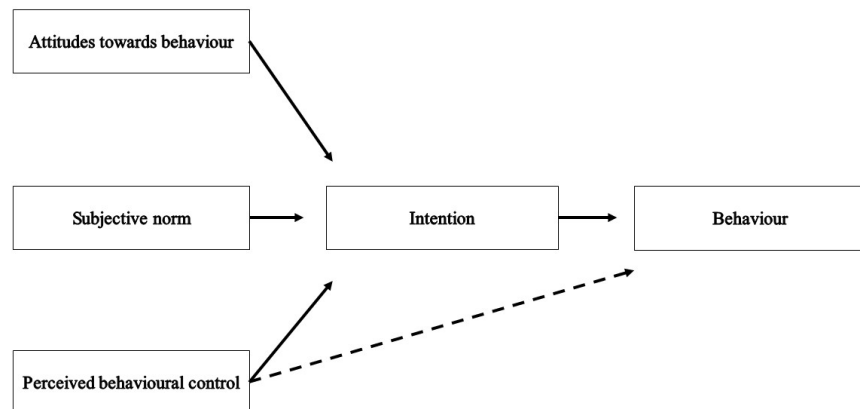 Attitudes towards behaviour
Subjective norm
Intention
Behaviour
Perceived behavioural control